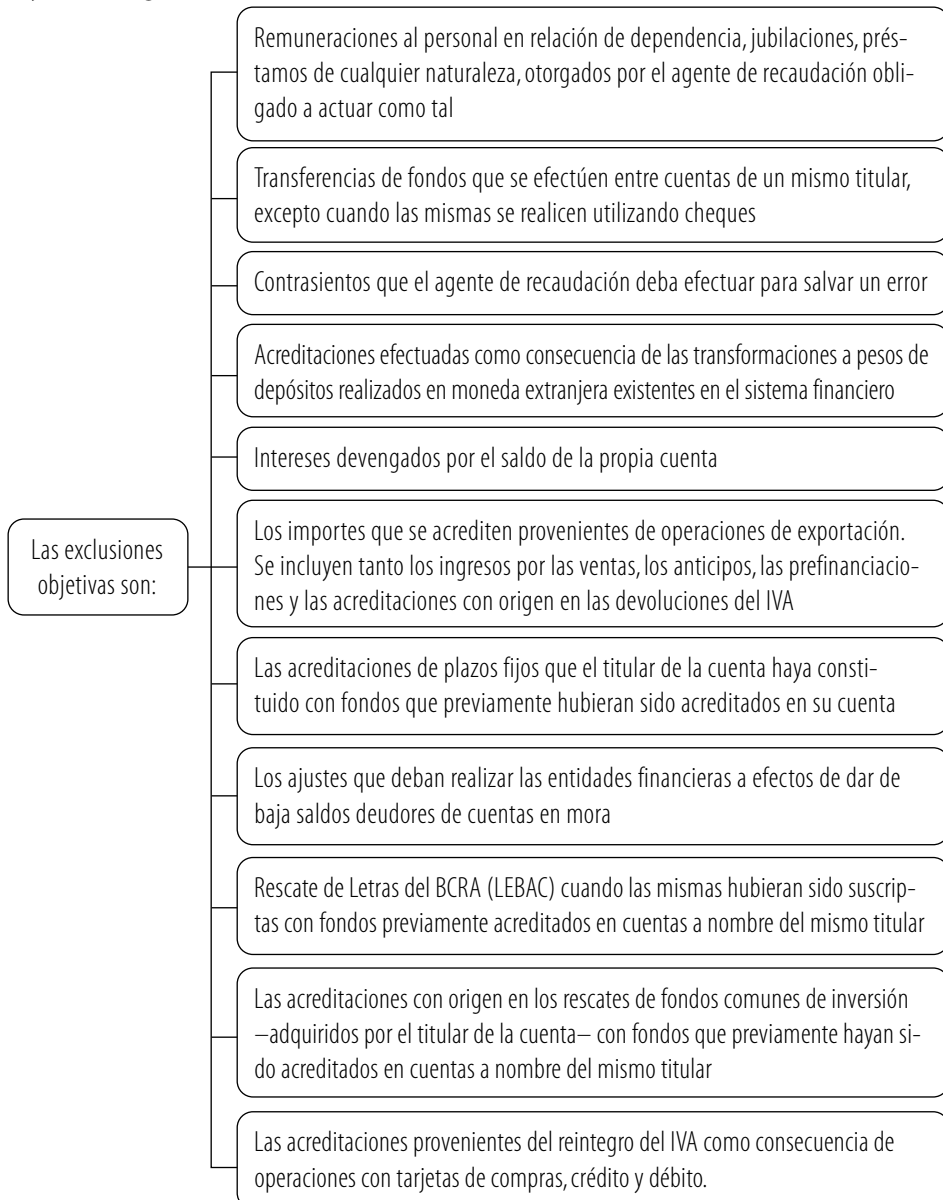 Remuneraciones al personal en relación de dependencia, jubilaciones, prés-
tamos de cualquier naturaleza, otorgados por el agente de recaudación obli-
gado a actuar como tal
Transferencias de fondos que se efectúen entre cuentas de un mismo titular,
excepto cuando las mismas se realicen utilizando cheques
Contrasientos que el agente de recaudación deba efectuar para salvar un error
Acreditaciones efectuadas como consecuencia de las transformaciones a pesos de
depósitos realizados en moneda extranjera existentes en el sistema financiero
Intereses devengados por el saldo de la propia cuenta
Las exclusiones
objetivas son:
Los importes que se acrediten provenientes de operaciones de exportación.
Se incluyen tanto los ingresos por las ventas, los anticipos, las prefinanciacio-
nes y las acreditaciones con origen en las devoluciones del IVA
Las acreditaciones de plazos fijos que el titular de la cuenta haya consti-
tuido con fondos que previamente hubieran sido acreditados en su cuenta
Los ajustes que deban realizar las entidades financieras a efectos de dar de
baja saldos deudores de cuentas en mora
Rescate de Letras del BCRA (LEBAC) cuando las mismas hubieran sido suscrip-
tas con fondos previamente acreditados en cuentas a nombre del mismo titular
Las acreditaciones con origen en los rescates de fondos comunes de inversión
–adquiridos por el titular de la cuenta– con fondos que previamente hayan si-
do acreditados en cuentas a nombre del mismo titular
Las acreditaciones provenientes del reintegro del IVA como consecuencia de
operaciones con tarjetas de compras, crédito y débito.